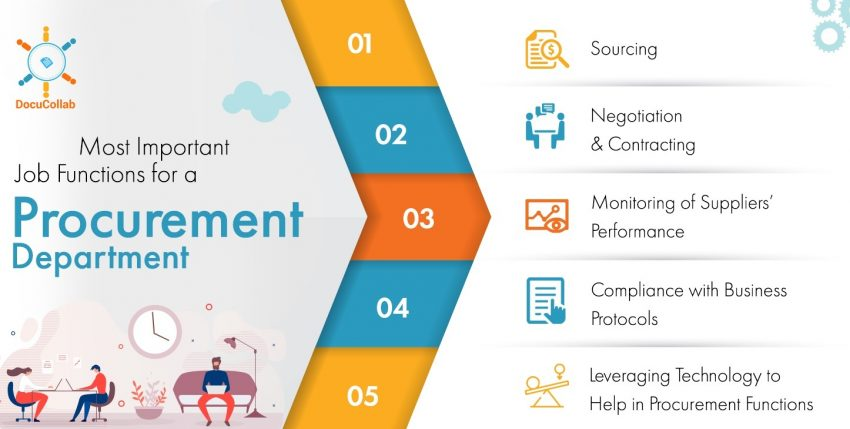 DocuCollab
Most Important
Job Functions for a
Procurement
Department
01
Sourcing
02
Negotiation
& Contracting
03
Monitoring of Suppliers’
Performance
04
Compliance with Business
Protocols
05
Leveraging Technology to
Help in Procurement Functions